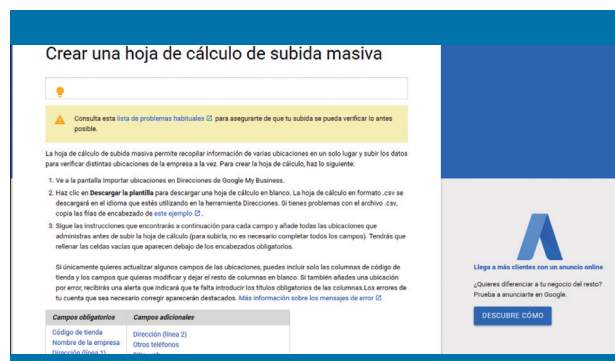 Crear una hoja de cálculo de subida masiva
Consulta esta lista de problemas habituales para asegurarte de que tu subida se pueda verificar lo antes
posible.
La hoja de cálculo de subida masiva permite recopilar información de varias ubicaciones en un solo lugar y subir los datos
para verificar distintas ubicaciones de la empresa a la vez. Para crear la hoja de cálculo, haz lo siguiente:
1. Ve a la pantalla Importar ubicaciones en Direcciones de Google My Business.
2. Haz clic en Descargar la plantilla para descargar una hoja de cálculo en blanco. La hoja de cálculo en formato .csv se
descargará en el idioma que estés utilizando en la herramienta Direcciones. Si tienes problemas con el archivo .csv,
copia las filas de encabezado de este ejemplo.
3. Sigue las instrucciones que encontrarás a continuación para cada campo y añade todas las ubicaciones que
administras antes de subir la hoja de cálculo (para subirla, no es necesario completar todos los campos). Tendrás que
rellenar las celdas vacías que aparecen debajo de los encabezados obligatorios.
Si únicamente quieres actualizar algunos campos de las ubicaciones, puedes incluir solo las columnas de código de
tienda y los campos que quieras modificar y dejar el resto de columnas en blanco. Si también añades una ubicación
por error, recibirás una alerta que indicará que te falta introducir los títulos obligatorios de las columnas.Los errores de
tu cuenta que sea necesario corregir aparecerán destacados. Más información sobre los mensajes de error
Campos obligatorios Campos adicionales
Código de tienda Dirección (línea 2)
Nombre de la empresa Otros teléfonos
Dirección (línea 1)
Llega a más clientes con un anuncio online
¿Quieres diferenciar a tu negocio del resto?
Prueba a anunciarte en Google.
DESCUBRE CÓMO